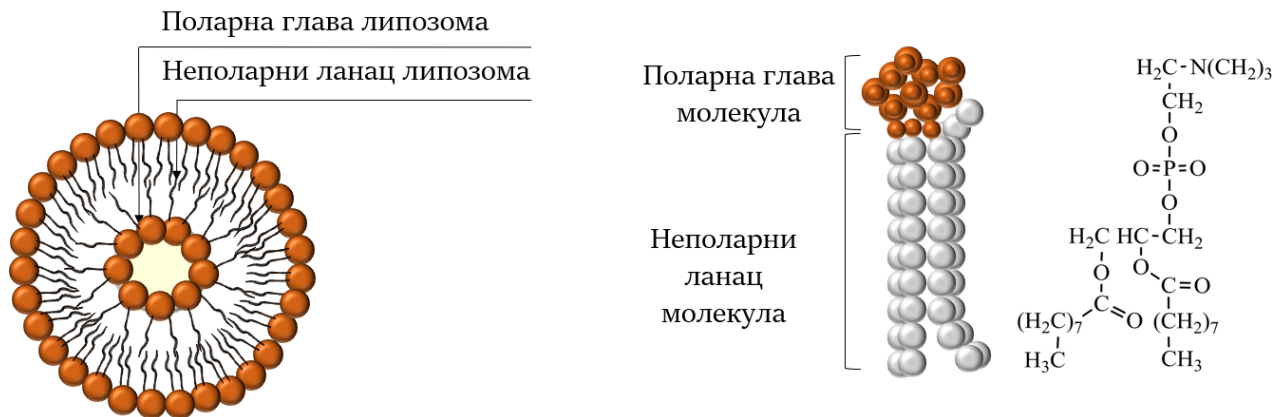 Поларна глава липозома
Неполарни ланац липозома
Поларна глава
молекула
Неполарни
ланац
молекула
H₂C-N(CH₂)₃
CH₂
O
O=P=O
O
H₂C HC-CH₂
O O-C=O
C
(H₂C)₇ O (CH₂)₇
H₃C CH₃